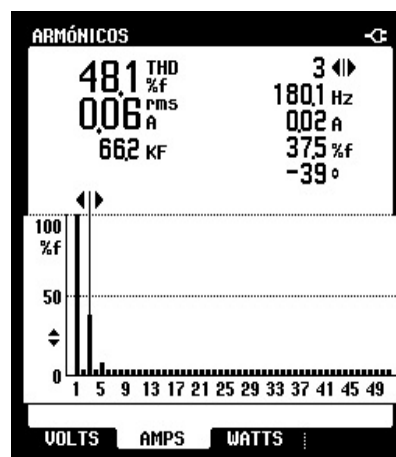 ARMÓNICOS
48,1 THD %f
0,06 rms A
66,2 KF
3
180,1 Hz
0,02 A
37,5 %f
-39 °
100
%f
50
0
1 5 9 13 17 21 25 29 33 37 41 45 49
VOLTS AMPS WATTS